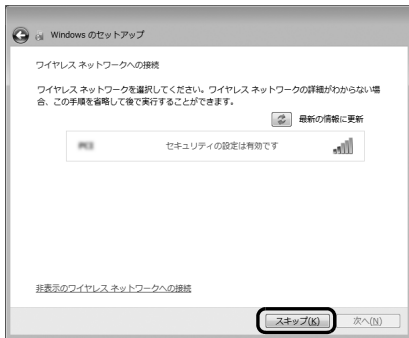 Windows のセットアップ
ワイヤレス ネットワークへの接続
ワイヤレス ネットワークを選択してください。ワイヤレス ネットワークの詳細がわからない場
合、この手順を省略して後で実行することができます。
最新の情報に更新
セキュリティの設定は有効です
非表示のワイヤレス ネットワークへの接続
スキップ(K) 次へ(N)